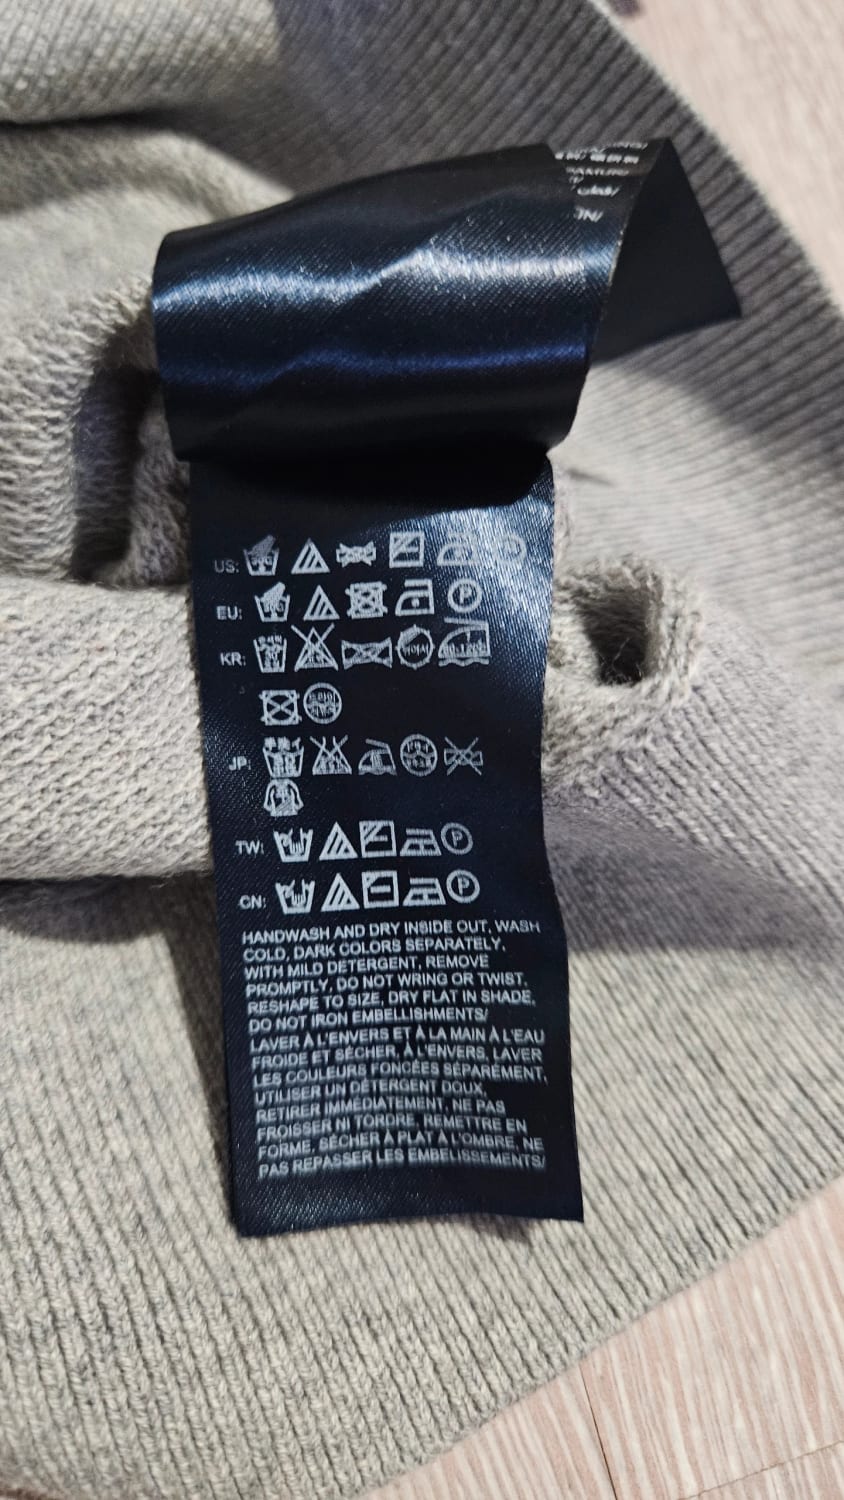 US:
EU: P
KR:
JP:
TW: P
CN: P
HANDWASH AND DRY INSIDE OUT, WASH
COLD, DARK COLORS SEPARATELY,
WITH MILD DETERGENT, REMOVE
PROMPTLY, DO NOT WRING OR TWIST,
RESHAPE TO SIZE, DRY FLAT IN SHADE,
DO NOT IRON EMBELLISHMENTS/
LAVER À L'ENVERS ET À LA MAIN À L'EAU
FROIDE ET SÉCHER, À L'ENVERS, LAVER
LES COULEURS FONCÉES SÉPARÉMENT,
UTILISER UN DÉTERGENT DOUX,
RETIRER IMMÉDIATEMENT, NE PAS
FROISSER NI TORDRE, REMETTRE EN
FORME, SÉCHER À PLAT À L'OMBRE, NE
PAS REPASSER LES EMBELISSEMENTS/